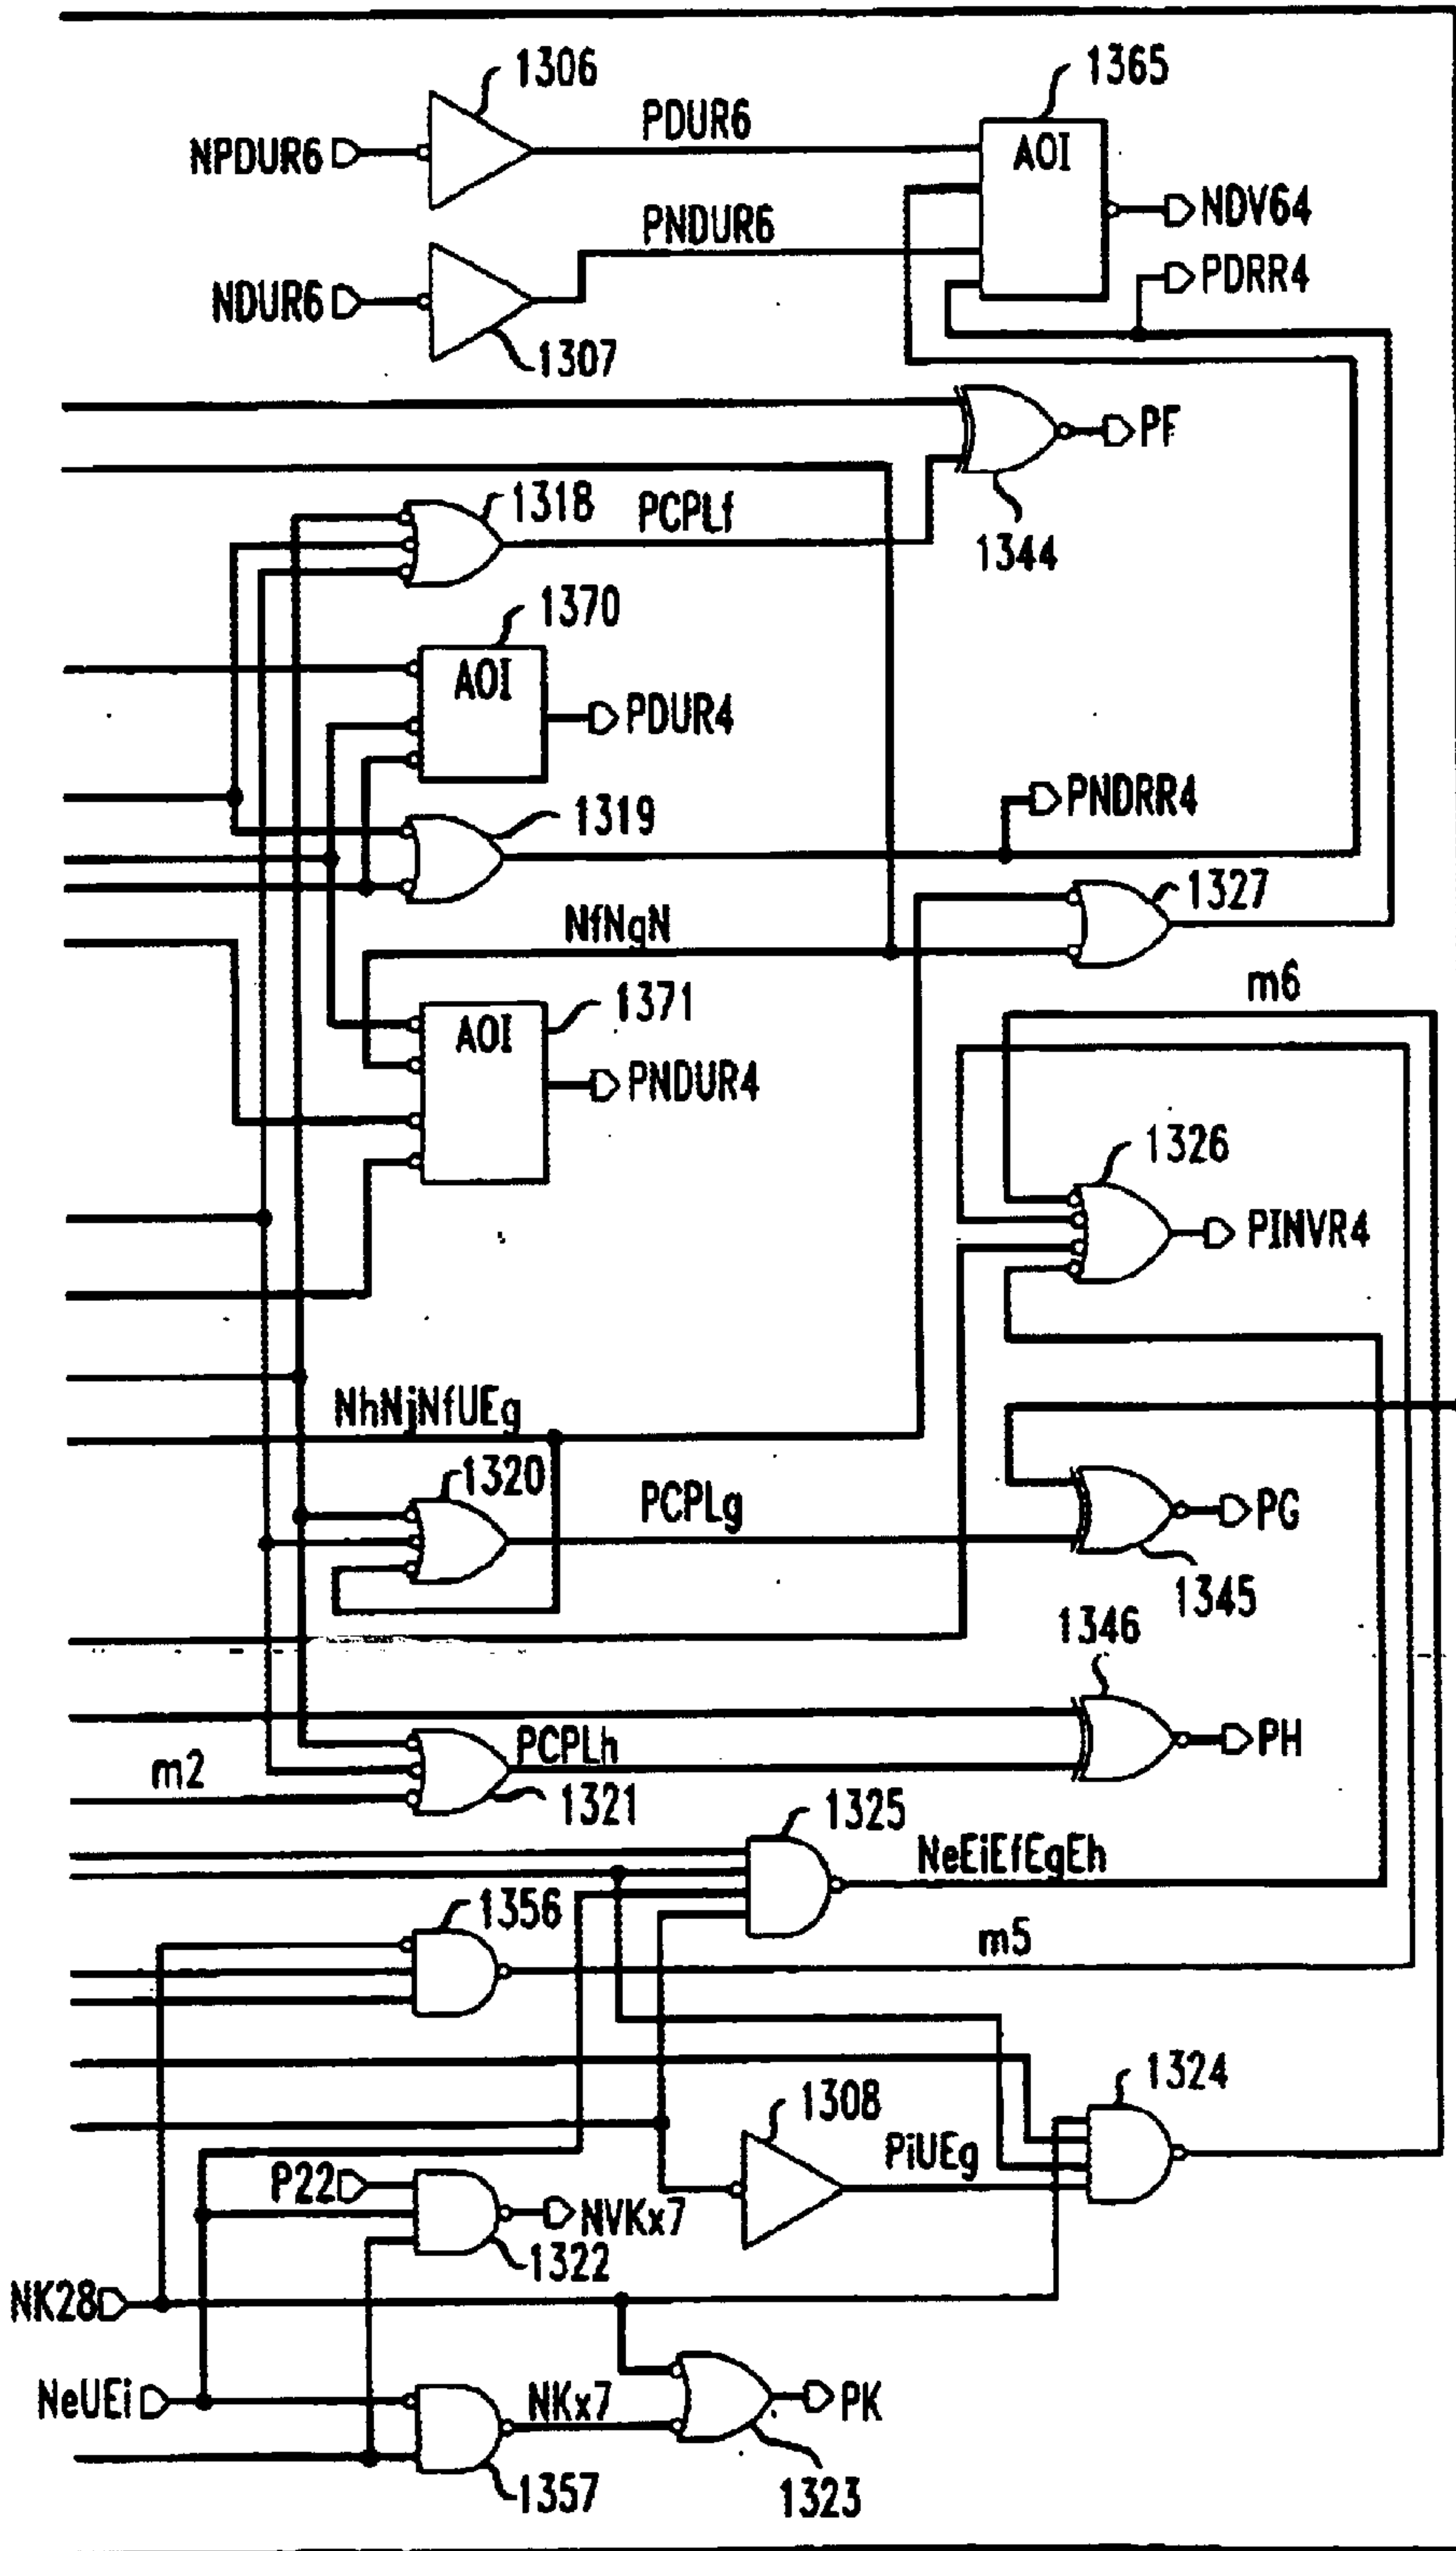 1306
1365
PDUR6
AOI
NPDUR6
NDV64
PNDUR6
PDRR4
NDUR6
1307
PF
1318
PCPLf
1344
1370
AOI
PDUR4
PNDRR4
1319
1327
NfNgN
m6
1371
AOI
PNDUR4
1326
PINVR4
NhNjNfUEg
1320
PCPLg
PG
1345
1346
PCPLh
PH
m2
1321
1325
NeEiEfEgEh
1356
m5
1324
1308
PiUEg
P22
NVKx7
1322
NK28
NeUEi
NKx7
PK
1357
1323